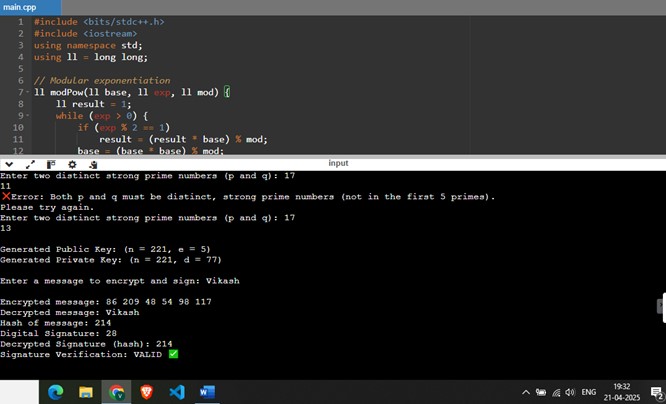 main.cpp
1 #include <bits/stdc++.h>
2 #include <iostream>
3 using namespace std;
4 using ll = long long;
5
6 // Modular exponentiation
7 ll modPow(ll base, ll exp, ll mod) {
8 ll result = 1;
9 while (exp > 0) {
10 if (exp % 2 == 1)
11 result = (result * base) % mod;
12 base = (base * base) % mod;
input
Enter two distinct strong prime numbers (p and q): 17
11
❌Error: Both p and q must be distinct, strong prime numbers (not in the first 5 primes).
Please try again.
Enter two distinct strong prime numbers (p and q): 17
13
Generated Public Key: (n = 221, e = 5)
Generated Private Key: (n = 221, d = 77)
Enter a message to encrypt and sign: Vikash
Encrypted message: 86 209 48 54 98 117
Decrypted message: Vikash
Hash of message: 214
Digital Signature: 28
Decrypted Signature (hash): 214
Signature Verification: VALID ✅
ENG
19:32
21-04-2025
2